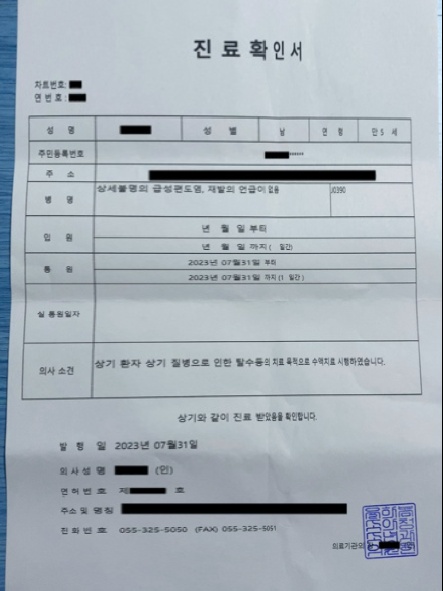 진료확인서
차트번호:
연 번 호 :
성 명 성 별 남 연 령 만 5 세
주민등록번호 ******
주 소
병 명 상세불명의 급성편도염, 재발의 언급이 없음 J0390
입 원 년 월 일 부터
년 월 일 까지 ( 일간)
통 원 2023년 07월31일 부터
2023년 07월31일 까지 (1 일간 )
실 통원일자
의사 소견 상기 환자 상기 질병으로 인한 탈수등의 치료 목적으로 수액치료 시행하였습니다.
상기와 같이 진료 받았음을 확인합니다.
발 행 일 2023년 07월31일
의사성명 (인)
면허번호 제 호
주소 및 명칭
전화번호 055-325-5050 (FAX) 055-325-5051
의료기관